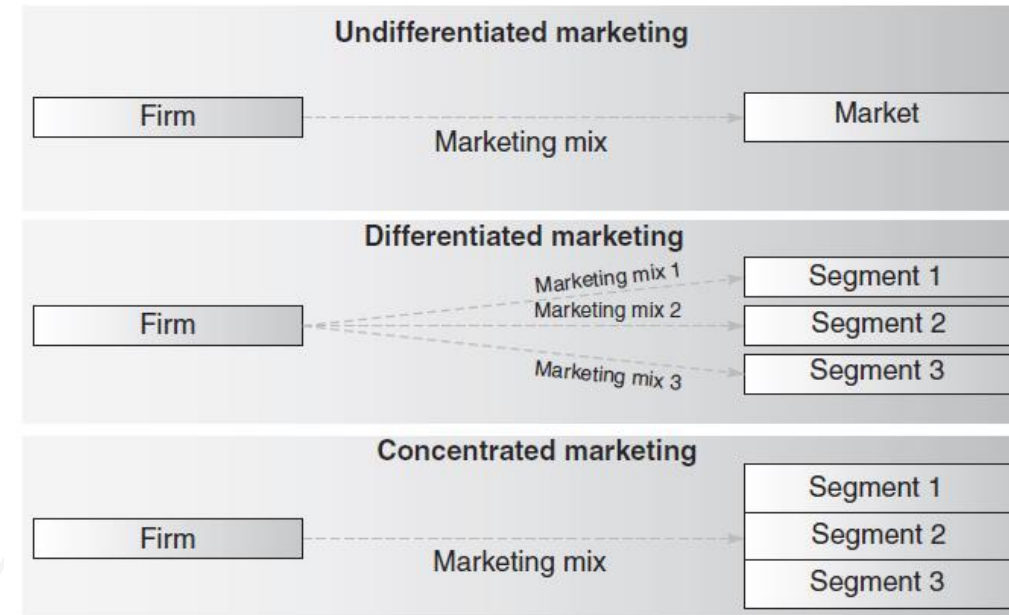 Undifferentiated marketing
Firm
Marketing mix
Market
Differentiated marketing
Firm
Marketing mix 1
Marketing mix 2
Marketing mix 3
Segment 1
Segment 2
Segment 3
Concentrated marketing
Firm
Marketing mix
Segment 1
Segment 2
Segment 3